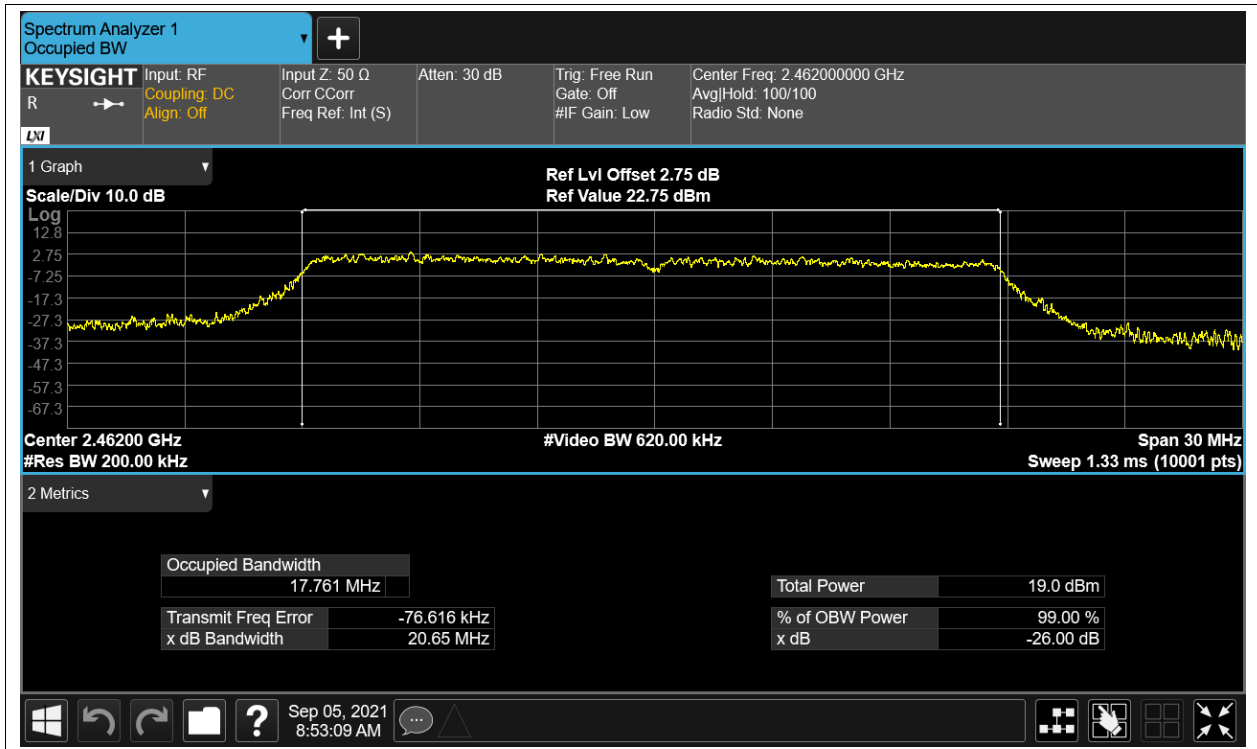 Spectrum Analyzer 1
Occupied BW
KEYSIGHT
R
LXI
Input: RF
Coupling: DC
Align: Off
Input Z: 50 Ω
Corr CCorr
Freq Ref: Int (S)
Atten: 30 dB
Trig: Free Run
Gate: Off
#IF Gain: Low
Center Freq: 2.462000000 GHz
Avg|Hold: 100/100
Radio Std: None
1 Graph
Scale/Div 10.0 dB
Ref Lvl Offset 2.75 dB
Ref Value 22.75 dBm
Log
12.8
2.75
-7.25
-17.3
-27.3
-37.3
-47.3
-57.3
-67.3
Center 2.46200 GHz
#Video BW 620.00 kHz
Span 30 MHz
#Res BW 200.00 kHz
Sweep 1.33 ms (10001 pts)
2 Metrics
Occupied Bandwidth
17.761 MHz
Total Power 19.0 dBm
Transmit Freq Error -76.616 kHz
% of OBW Power 99.00 %
x dB Bandwidth 20.65 MHz
x dB -26.00 dB
?
Sep 05, 2021
8:53:09 AM